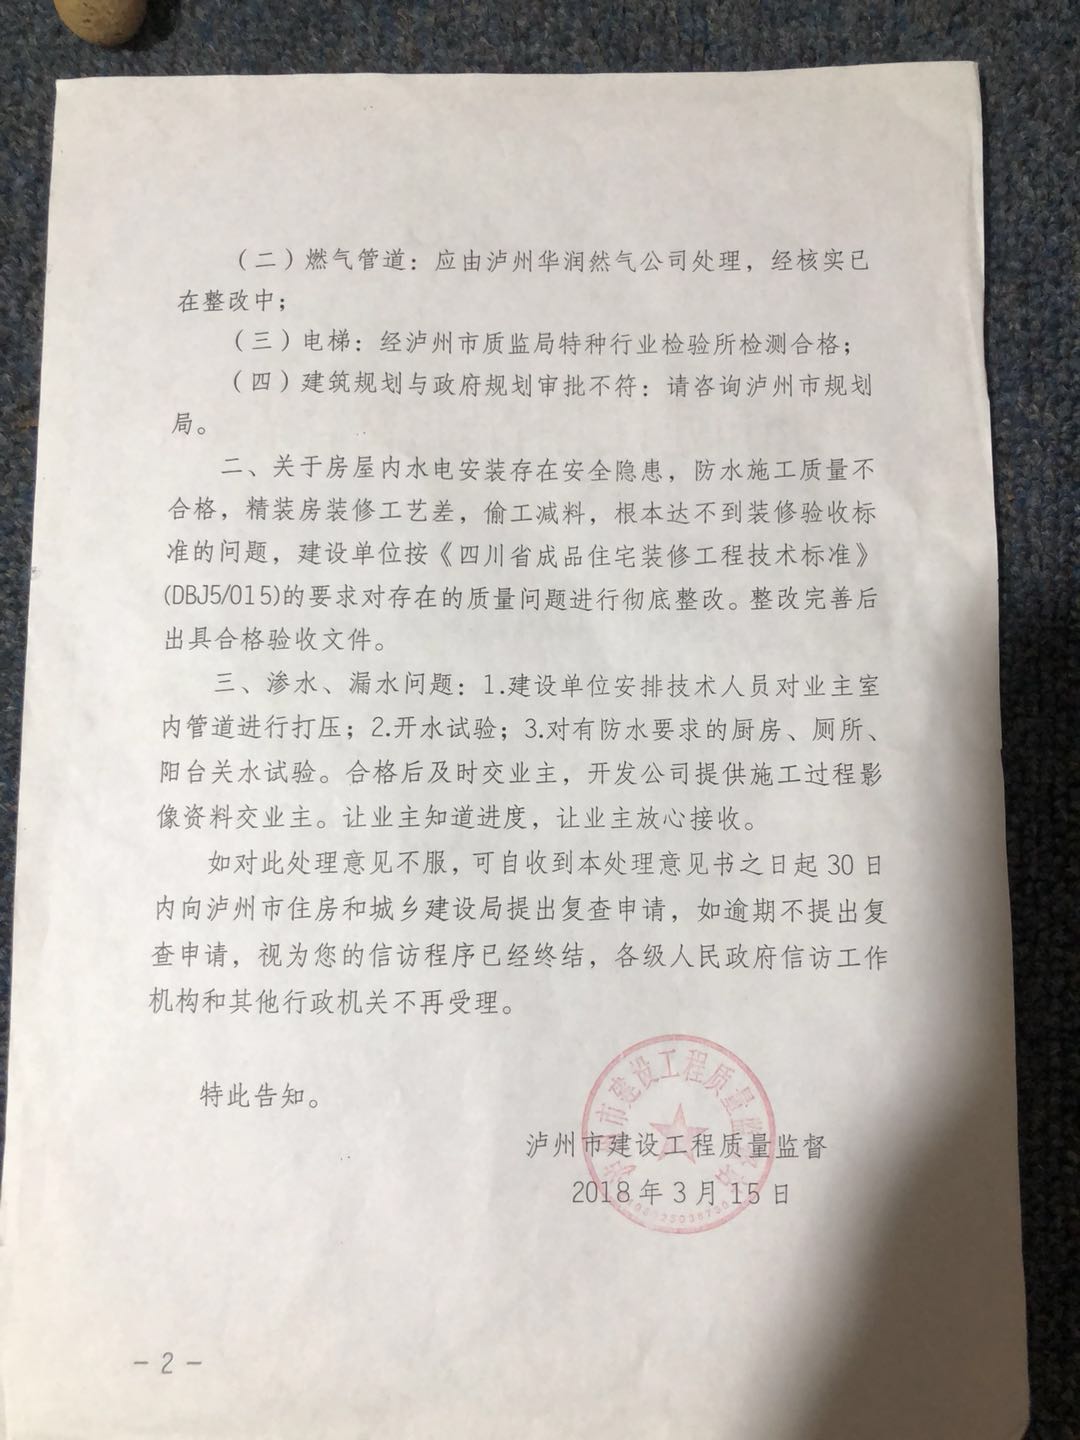 （二）燃气管道：应由泸州华润然气公司处理，经核实已
在整改中；
（三）电梯：经泸州市质监局特种行业检验所检测合格；
（四）建筑规划与政府规划审批不符：请咨询泸州市规划
局。
二、关于房屋内水电安装存在安全隐患，防水施工质量不
合格，精装房装修工艺差，偷工减料，根本达不到装修验收标
准的问题，建设单位按《四川省成品住宅装修工程技术标准》
(DBJ5/015)的要求对存在的质量问题进行彻底整改。整改完善后
出具合格验收文件。
三、渗水、漏水问题：1.建设单位安排技术人员对业主室
内管道进行打压；2.开水试验；3.对有防水要求的厨房、厕所、
阳台关水试验。合格后及时交业主，开发公司提供施工过程影
像资料交业主。让业主知道进度，让业主放心接收。
如对此处理意见不服，可自收到本处理意见书之日起 30 日
内向泸州市住房和城乡建设局提出复查申请，如逾期不提出复
查申请，视为您的信访程序已经终结，各级人民政府信访工作
机构和其他行政机关不再受理。
特此告知。
泸州市建设工程质量监督站
泸州市建设工程质量监督
2018 年 3 月 15 日
- 2 -